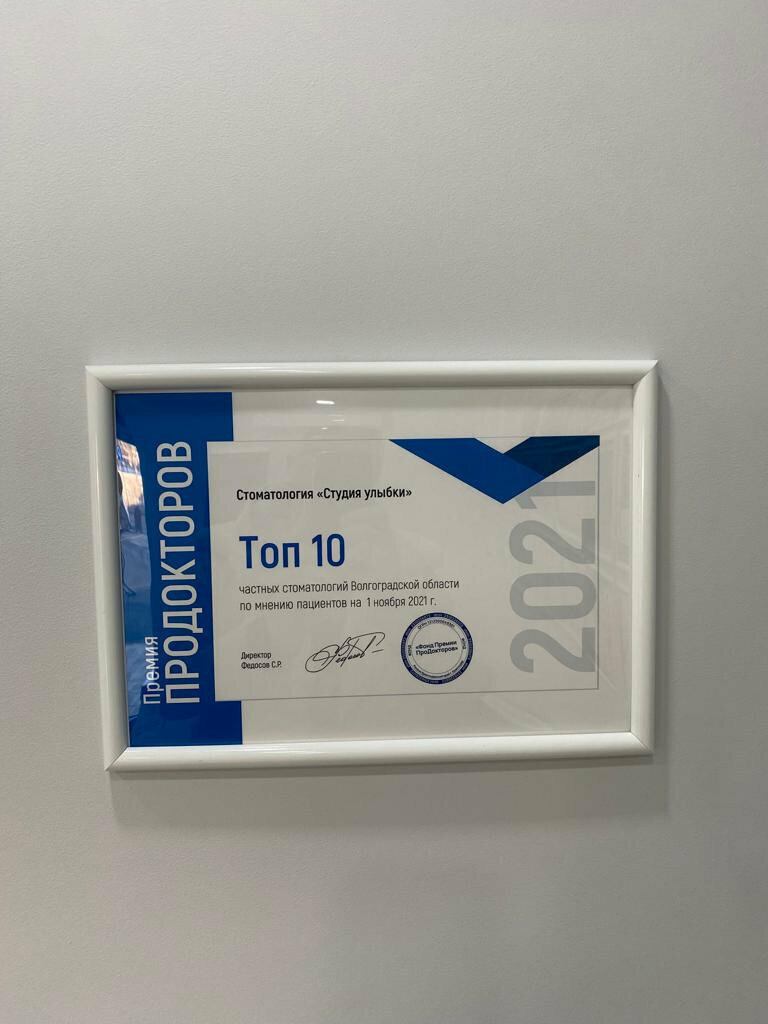 Премия
ПРОДОКТОРОВ
Стоматология «Студия улыбки»
Топ 10
частных стоматологий Волгоградской области
по мнению пациентов на 1 ноября 2021 г.
Директор
Федосов С.Р.
«Фонд Премии
ПроДокторов»
2021